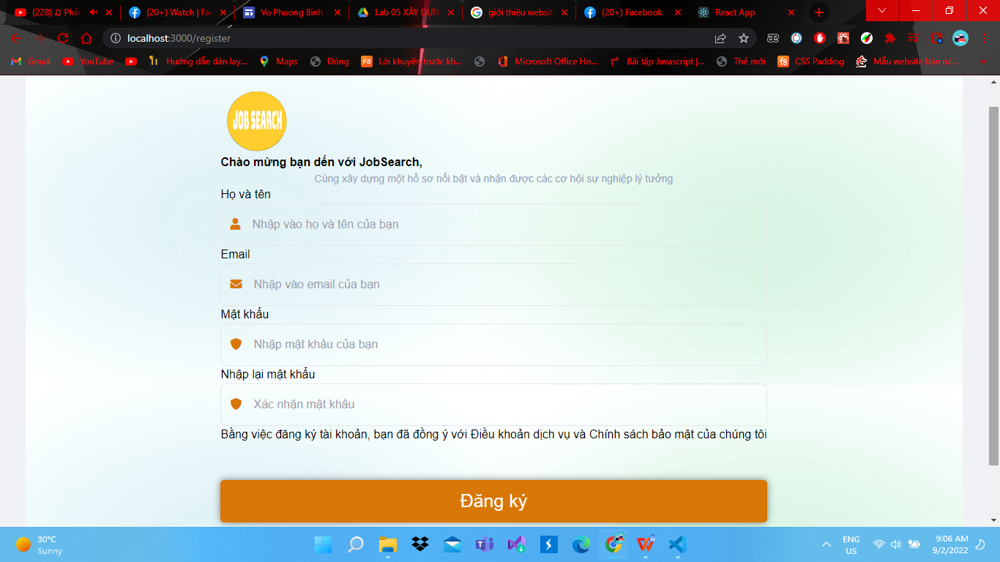 (228) ♫ Phải
(20+) Watch | Fac
Vo Phuong Binh
Lab 05 XÂY DỰN
giới thiệu websit
(20+) Facebook
React App
localhost:3000/register
Gmail
YouTube
Hướng dẫn dàn lay...
Maps
Đóng
F8 Lời khuyên trước kh...
Microsoft Office Ho...
Bài tập Javascript |...
Thẻ mới
f8 CSS Padding
Mẫu website bán rư...
JOB SEARCH
Chào mừng bạn dến với JobSearch,
Cùng xây dựng một hồ sơ nổi bật và nhận được các cơ hội sự nghiệp lý tưởng
Họ và tên
Nhập vào họ và tên của bạn
Email
Nhập vào email của bạn
Mật khẩu
Nhập mật khẩu của bạn
Nhập lại mật khẩu
Xác nhận mật khẩu
Bằng việc đăng ký tài khoản, bạn đã đồng ý với Điều khoản dịch vụ và Chính sách bảo mật của chúng tôi
Đăng ký
30°C
Sunny
ENG
US
9:06 AM
9/2/2022